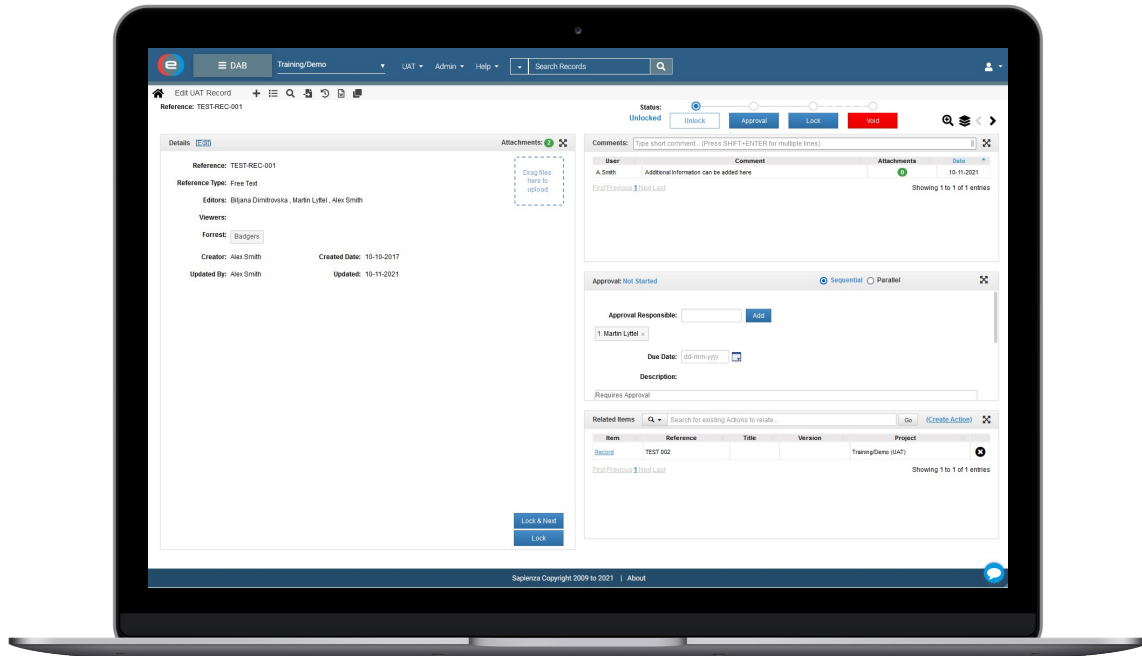 e ☰ DAB Training/Demo UAT Admin Help Search Records
Edit UAT Record
Reference: TEST-REC-001
Status:
Unlocked Unlock Approval Lock Void
Details [Edit] Attachments: 2
Drag files
here to
upload
Reference: TEST-REC-001
Reference Type: Free Text
Editors: Biljana Dimitrovska , Martin Lyttel , Alex Smith
Viewers:
Forrest: Badgers
Creator: Alex Smith Created Date: 10-10-2017
Updated By: Alex Smith Updated: 10-11-2021
Lock & Next
Lock
Comments: Type short comment... (Press SHIFT+ENTER for multiple lines)
User Comment Attachments Date
A.Smith Additional Information can be added here 0 10-11-2021
First Previous 1 Next Last Showing 1 to 1 of 1 entries
Approval: Not Started Sequential Parallel
Approval Responsible: Add
1. Martin Lyttel ×
Due Date: dd-mm-yyyy
Description:
Requires Approval
Related Items Search for existing Actions to relate... Go (Create Action)
Item Reference Title Version Project
Record TEST 002 Training/Demo (UAT)
First Previous 1 Next Last Showing 1 to 1 of 1 entries
Sapienza Copyright 2009 to 2021 | About